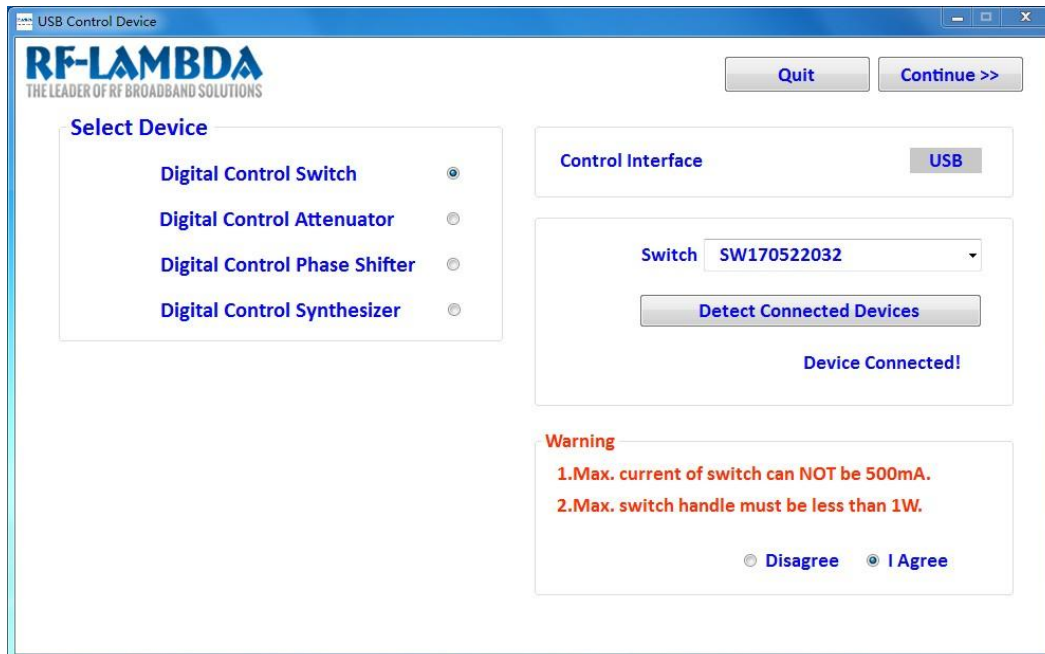 USB Control Device
RF-LAMBDA
THE LEADER OF RF BROADBAND SOLUTIONS
Quit
Continue >>
Select Device
Digital Control Switch
Digital Control Attenuator
Digital Control Phase Shifter
Digital Control Synthesizer
Control Interface USB
Switch SW170522032
Detect Connected Devices
Device Connected!
Warning
1.Max. current of switch can NOT be 500mA.
2.Max. switch handle must be less than 1W.
Disagree I Agree